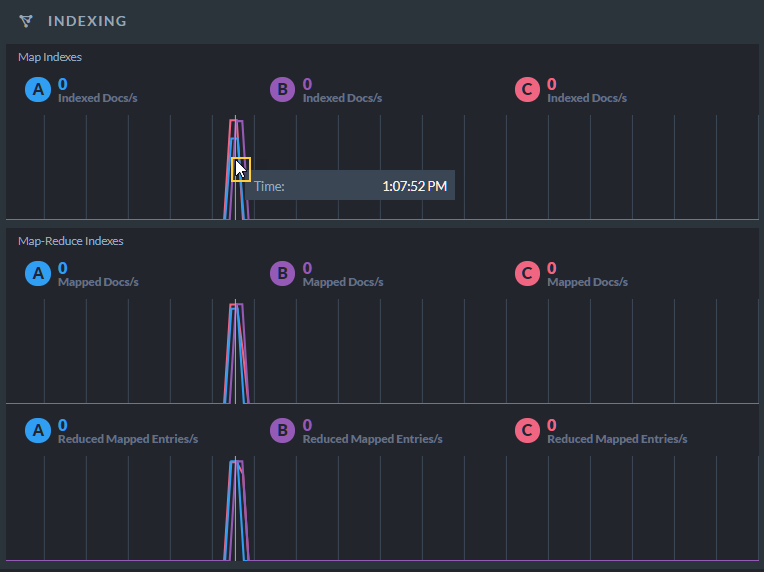 INDEXING
Map Indexes
A 0 B 0 C 0
Indexed Docs/s Indexed Docs/s Indexed Docs/s
Time: 1:07:52 PM
Map-Reduce Indexes
A 0 B 0 C 0
Mapped Docs/s Mapped Docs/s Mapped Docs/s
A 0 B 0 C 0
Reduced Mapped Entries/s Reduced Mapped Entries/s Reduced Mapped Entries/s